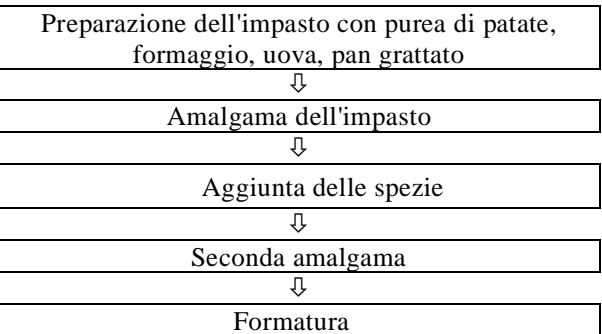 Preparazione dell'impasto con purea di patate,
formaggio, uova, pan grattato
⇩
Amalgama dell'impasto
⇩
Aggiunta delle spezie
⇩
Seconda amalgama
⇩
Formatura